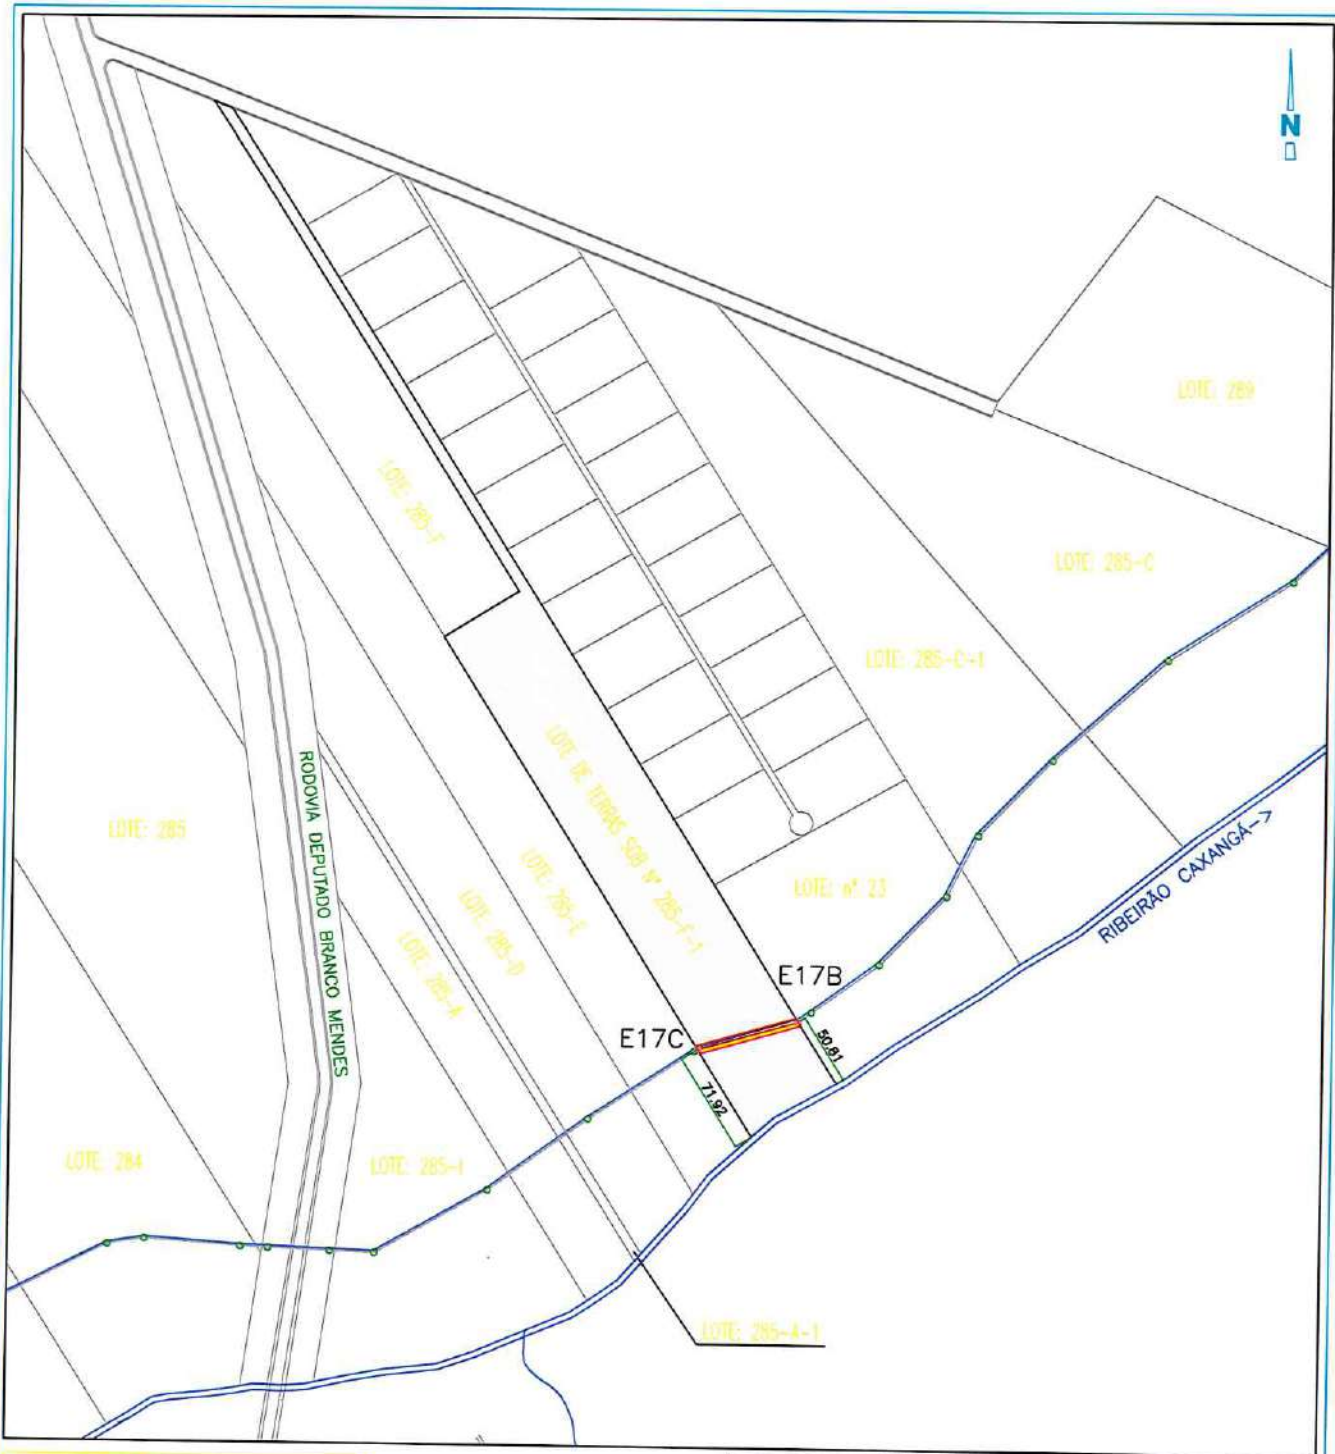 N
LOTE: 289
LOTE: 285-F
LOTE: 285-C
LOTE: 285-C-1
LOTE DE TERRAS SOB Nº 285-F-1
LOTE: 285
RODOVIA DEPUTADO BRANCO MENDES
LOTE: 285-E
LOTE: 285-D
LOTE: 285-A
LOTE: nº 23
RIBEIRÃO CAXANGÁ->
E17B
E17C
50.81
71.92
LOTE: 284
LOTE: 285-1
LOTE: 285-A-1